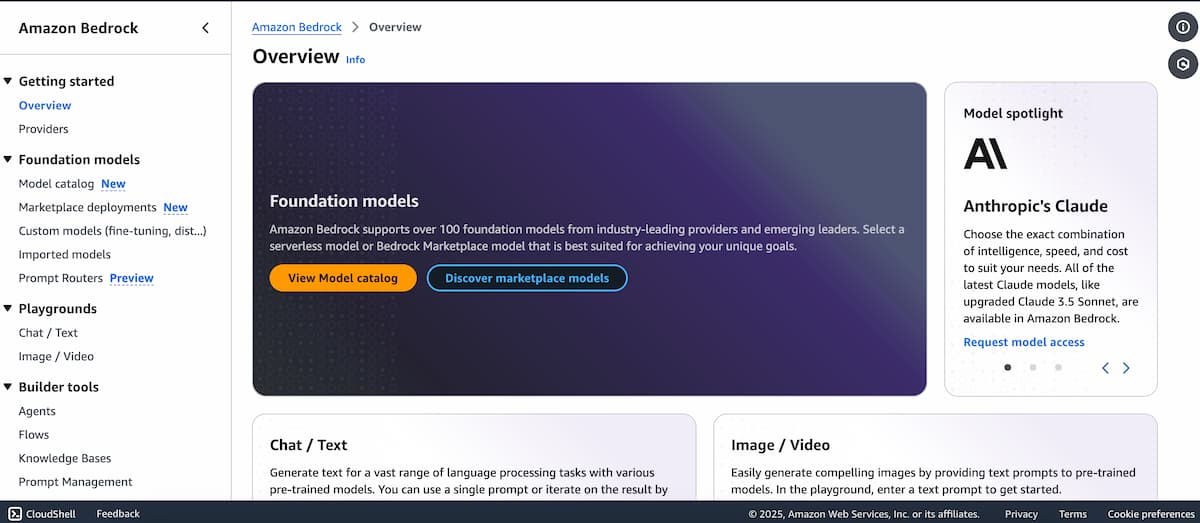 Amazon Bedrock
Getting started
Overview
Providers
Foundation models
Model catalog New
Marketplace deployments New
Custom models (fine-tuning, dist...)
Imported models
Prompt Routers Preview
Playgrounds
Chat / Text
Image / Video
Builder tools
Agents
Flows
Knowledge Bases
Prompt Management
Amazon Bedrock > Overview
Overview Info
Foundation models
Amazon Bedrock supports over 100 foundation models from industry-leading providers and emerging leaders. Select a
serverless model or Bedrock Marketplace model that is best suited for achieving your unique goals.
View Model catalog
Discover marketplace models
Model spotlight
A\
Anthropic's Claude
Choose the exact combination
of intelligence, speed, and cost
to suit your needs. All of the
latest Claude models, like
upgraded Claude 3.5 Sonnet, are
available in Amazon Bedrock.
Request model access
Chat / Text
Generate text for a vast range of language processing tasks with various
pre-trained models. You can use a single prompt or iterate on the result by
Image / Video
Easily generate compelling images by providing text prompts to pre-trained
models. In the playground, enter a text prompt to get started.
CloudShell
Feedback
© 2025, Amazon Web Services, Inc. or its affiliates.
Privacy
Terms
Cookie preferences